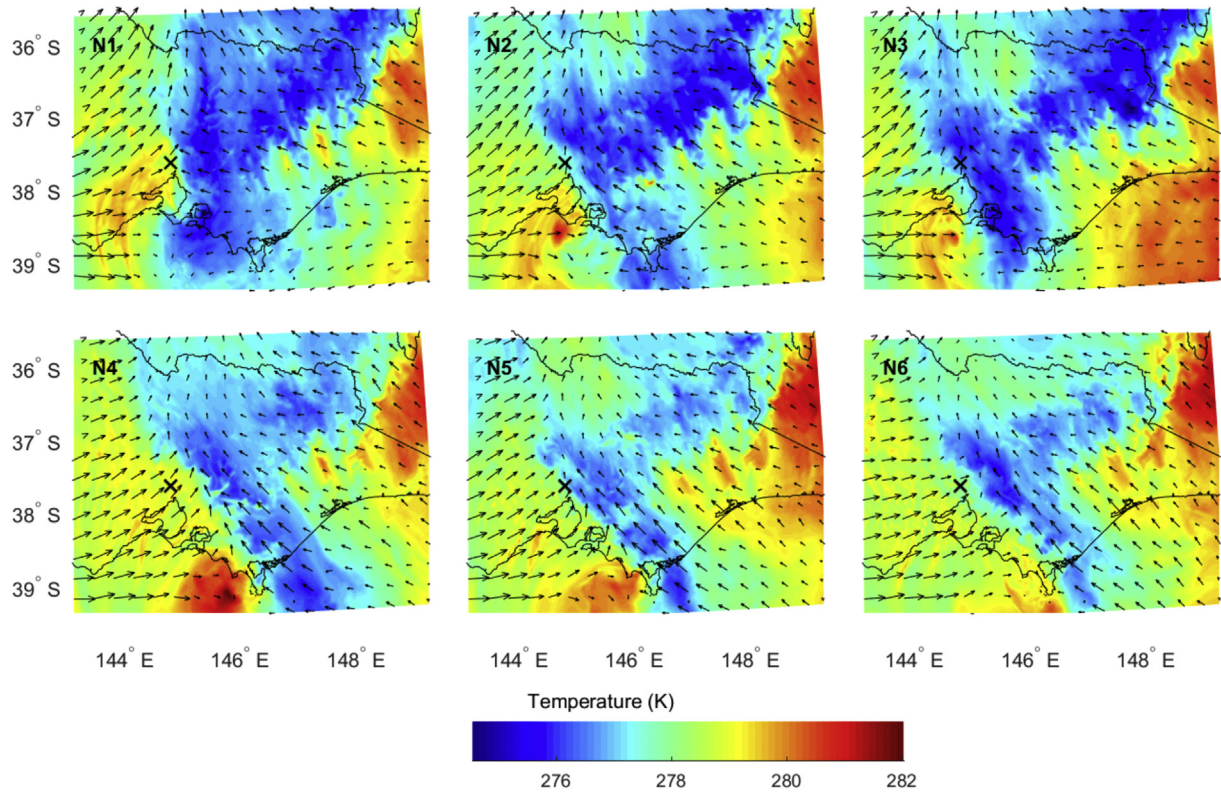 N1 N2 N3
36° S
37° S
38° S
39° S
N4 N5 N6
36° S
37° S
38° S
39° S
144° E 146° E 148° E 144° E 146° E 148° E 144° E 146° E 148° E
Temperature (K)
276 278 280 282